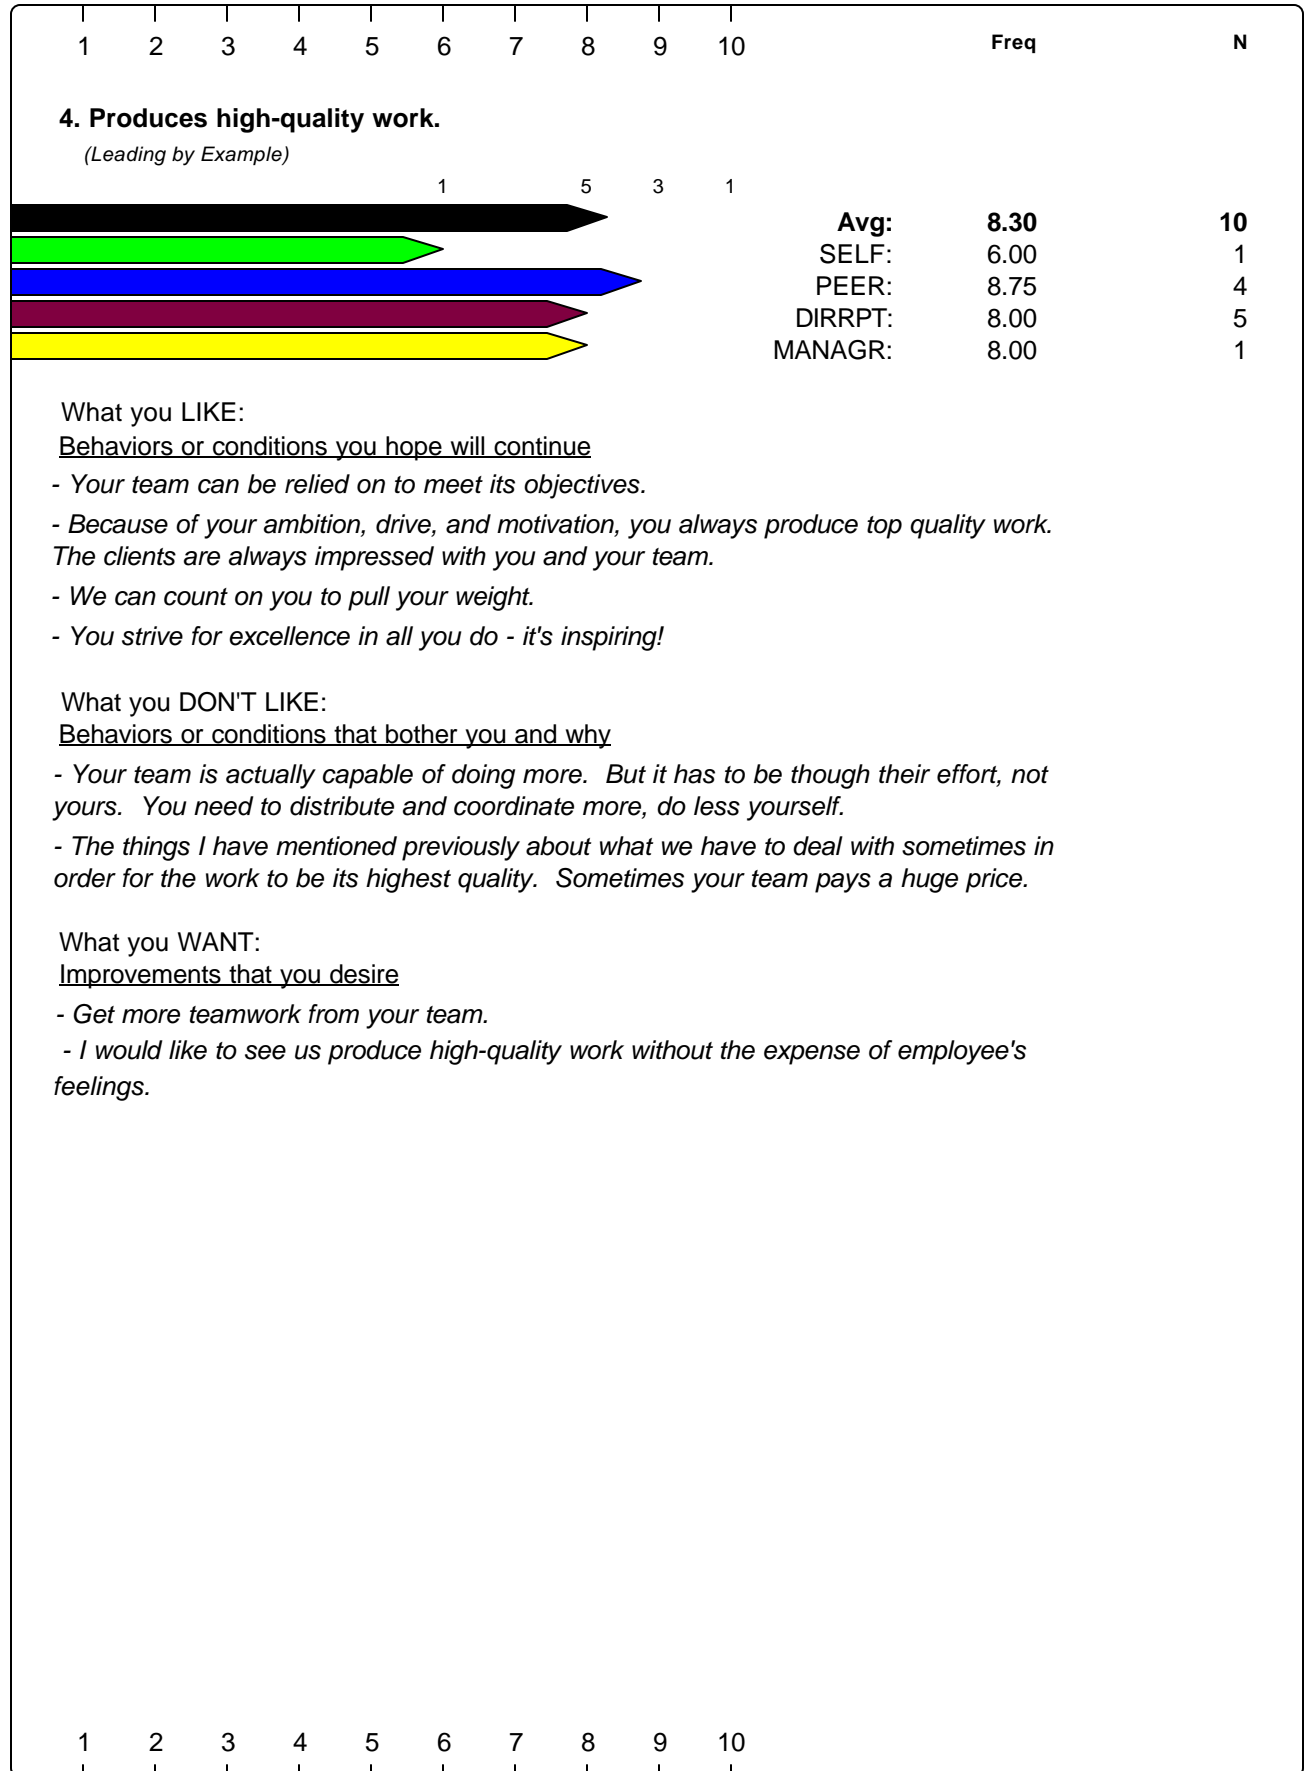 1 2 3 4 5 6 7 8 9 10 Freq N
4. Produces high-quality work.
(Leading by Example)
1 5 3 1
Avg: 8.30 10
SELF: 6.00 1
PEER: 8.75 4
DIRRPT: 8.00 5
MANAGR: 8.00 1
What you LIKE:
Behaviors or conditions you hope will continue
- Your team can be relied on to meet its objectives.
- Because of your ambition, drive, and motivation, you always produce top quality work.
The clients are always impressed with you and your team.
- We can count on you to pull your weight.
- You strive for excellence in all you do - it's inspiring!
What you DON'T LIKE:
Behaviors or conditions that bother you and why
- Your team is actually capable of doing more.  But it has to be though their effort, not
yours.  You need to distribute and coordinate more, do less yourself.
- The things I have mentioned previously about what we have to deal with sometimes in
order for the work to be its highest quality.  Sometimes your team pays a huge price.
What you WANT:
Improvements that you desire
- Get more teamwork from your team.
- I would like to see us produce high-quality work without the expense of employee's
feelings.
1 2 3 4 5 6 7 8 9 10